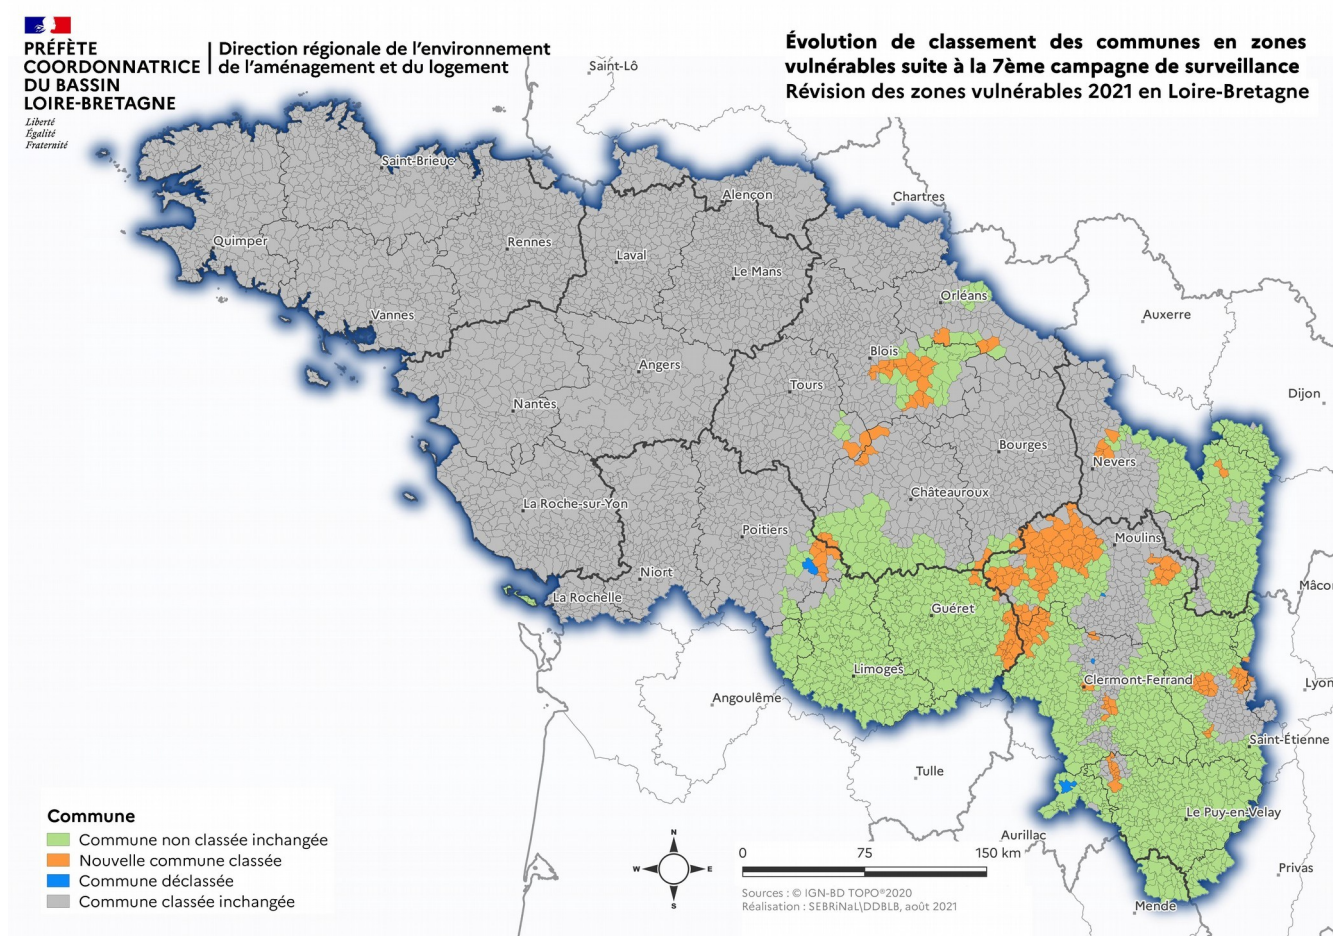 PRÉFÈTE
COORDONNATRICE
DU BASSIN
LOIRE-BRETAGNE
Liberté
Égalité
Fraternité
Direction régionale de l'environnement
de l'aménagement et du logement
Évolution de classement des communes en zones
vulnérables suite à la 7ème campagne de surveillance
Révision des zones vulnérables 2021 en Loire-Bretagne
Saint-Lô
Saint-Brieuc
Alençon
Chartres
Quimper
Rennes
Laval
Le Mans
Orléans
Vannes
Auxerre
Blois
Angers
Tours
Dijon
Nantes
Bourges
Nevers
Châteauroux
La Roche-sur-Yon
Poitiers
Moulins
Niort
Mâco
La Rochelle
Guéret
Limoges
Clermont-Ferrand
Lyon
Angoulême
Saint-Étienne
Tulle
Le Puy-en-Velay
Aurillac
Privas
Mende
Commune
Commune non classée inchangée
Nouvelle commune classée
Commune déclassée
Commune classée inchangée
N
W
E
S
0 75 150 km
Sources : © IGN-BD TOPO®2020
Réalisation : SEBRiNaL\DDBLB, août 2021